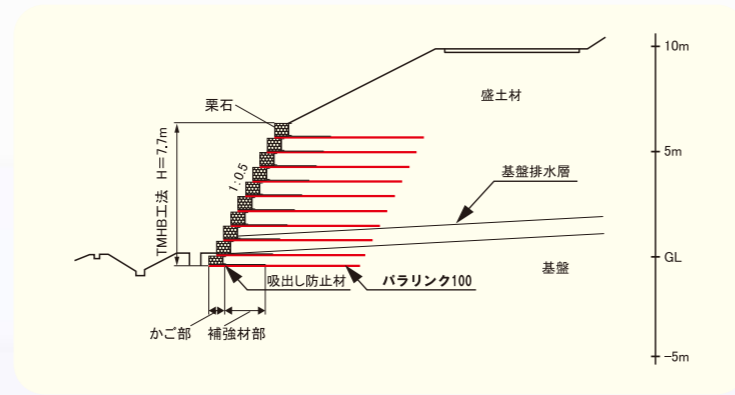 10m
栗石
盛土材
TMHB工法 H=7.7m
1:0.5
5m
基盤排水層
GL
基盤
吸出し防止材
パラリンク100
かご部
補強材部
-5m